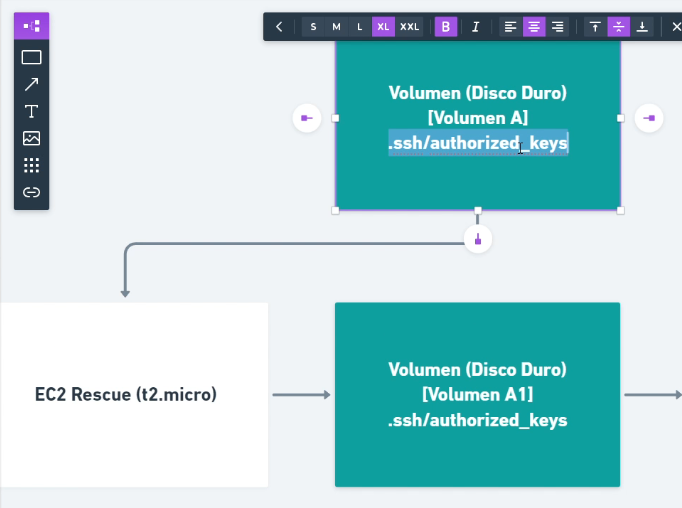 S M L XL XXL B I
Volumen (Disco Duro)
[Volumen A]
.ssh/authorized_keys
T
EC2 Rescue (t2.micro)
Volumen (Disco Duro)
[Volumen A1]
.ssh/authorized_keys